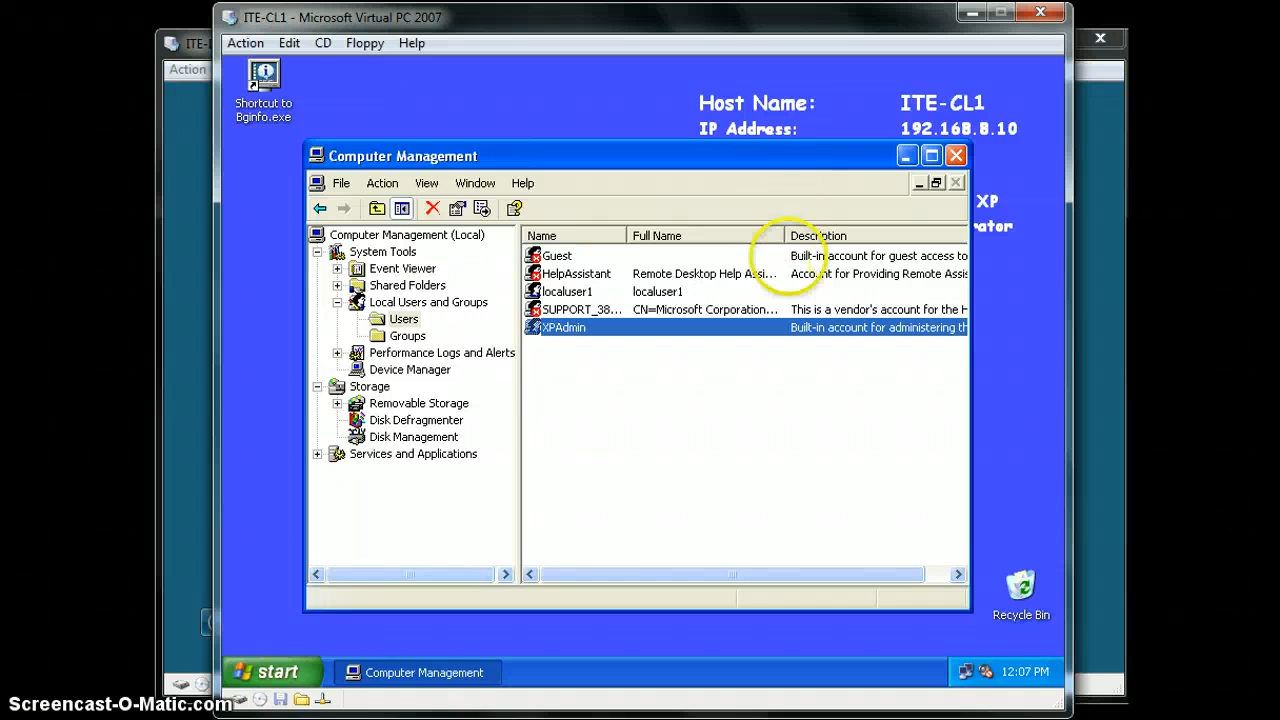 ITE-CL1 - Microsoft Virtual PC 2007
ITE-
Action Edit CD Floppy Help
Action
Shortcut to
Bginfo.exe
Host Name: ITE-CL1
IP Address: 192.168.8.10
XP
rator
Computer Management
File Action View Window Help
Computer Management (Local)
System Tools
Event Viewer
Shared Folders
Local Users and Groups
Users
Groups
Performance Logs and Alerts
Device Manager
Storage
Removable Storage
Disk Defragmenter
Disk Management
Services and Applications
Name Full Name Description
Guest Built-in account for guest access to
HelpAssistant Remote Desktop Help Assi... Account for Providing Remote Assis
localuser1 localuser1
SUPPORT_38... CN=Microsoft Corporation... This is a vendor's account for the H
XPAdmin Built-in account for administering th
Recycle Bin
start Computer Management 12:07 PM
Screencast-O-Matic.com